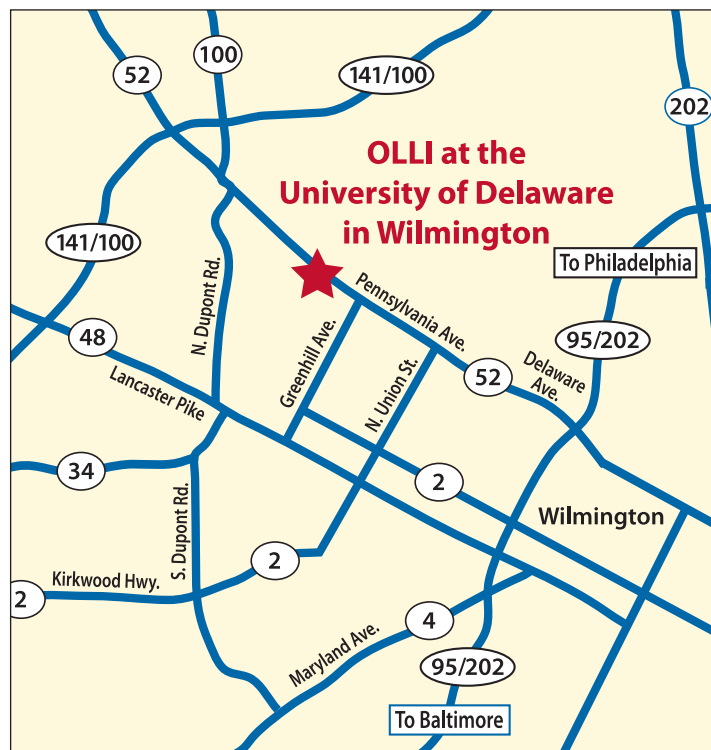 100
52
141/100
202
OLLI at the
University of Delaware
in Wilmington
141/100
To Philadelphia
N. Dupont Rd.
Pennsylvania Ave.
48
95/202
Greenhill Ave.
Lancaster Pike
N. Union St.
52
Delaware
Ave.
34
2
S. Dupont Rd.
Wilmington
2
Kirkwood Hwy.
2
4
Maryland Ave.
95/202
To Baltimore